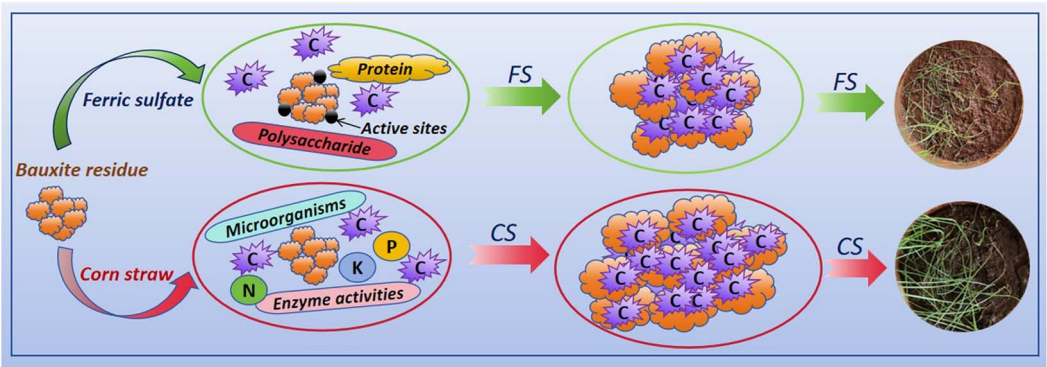 Bauxite residue
Ferric sulfate
C
C
C
Protein
Active sites
Polysaccharide
FS
C
C
C
C
C
C
C
C
FS
Corn straw
Microorganisms
C
C
C
P
K
N
Enzyme activities
CS
C
C
C
C
C
C
C
C
C
C
C
C
CS